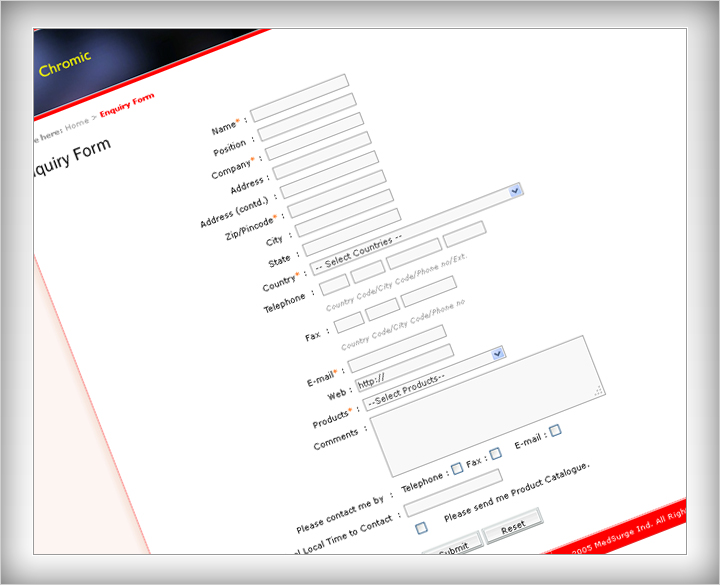 Chromic
e here: Home > Enquiry Form
quiry Form
Name* :
Position :
Company* :
Address :
Address (contd.) :
Zip/Pincode* :
City :
State :
Country* : -- Select Countries --
Telephone :
Country Code/City Code/Phone no/Ext.
Fax :
Country Code/City Code/Phone no
E-mail* :
Web : http://
Products* : --Select Products--
Comments :
Please contact me by : Telephone : Fax : E-mail :
l Local Time to Contact :
Please send me Product Catalogue.
Submit Reset
2005 MedSurge Ind. All Righ